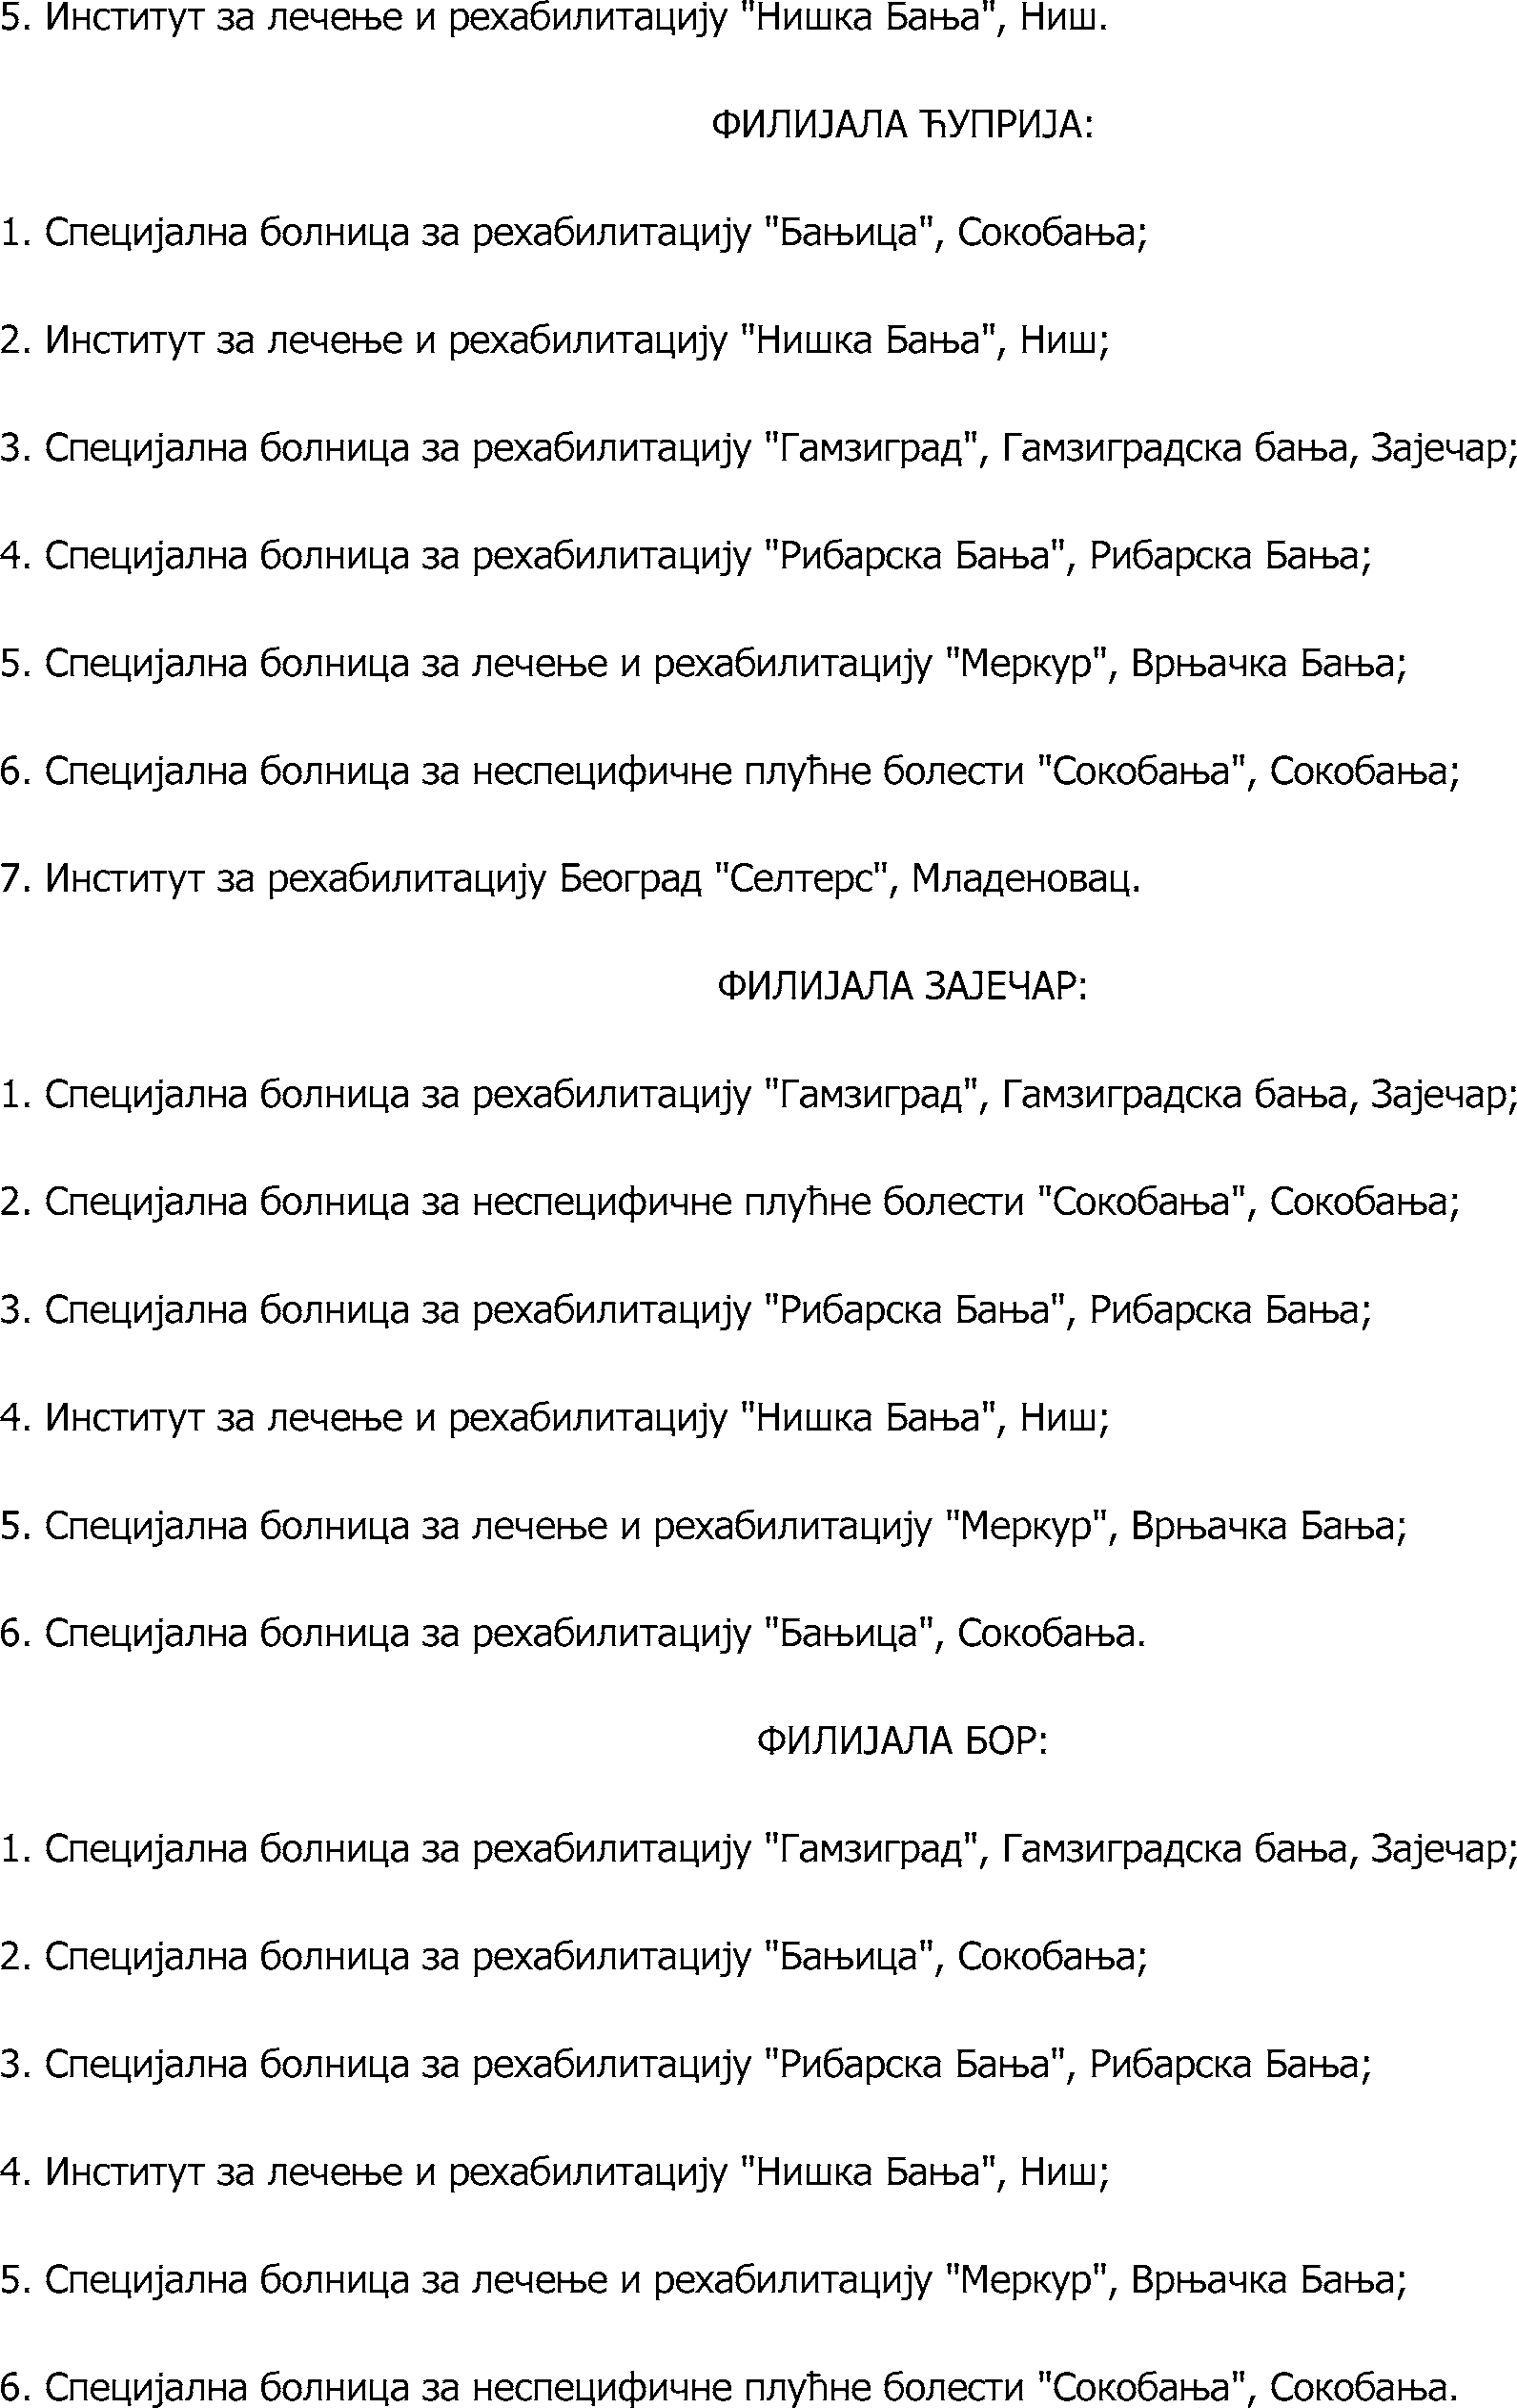 5. Институт за лечење и рехабилитацију "Нишка Бања", Ниш.
ФИЛИЈАЛА ЋУПРИЈА:
1. Специјална болница за рехабилитацију "Бањица", Сокобања;
2. Институт за лечење и рехабилитацију "Нишка Бања", Ниш;
3. Специјална болница за рехабилитацију "Гамзиград", Гамзиградска бања, Зајечар;
4. Специјална болница за рехабилитацију "Рибарска Бања", Рибарска Бања;
5. Специјална болница за лечење и рехабилитацију "Меркур", Врњачка Бања;
6. Специјална болница за неспецифичне плућне болести "Сокобања", Сокобања;
7. Институт за рехабилитацију Београд "Селтерс", Младеновац.
ФИЛИЈАЛА ЗАЈЕЧАР:
1. Специјална болница за рехабилитацију "Гамзиград", Гамзиградска бања, Зајечар;
2. Специјална болница за неспецифичне плућне болести "Сокобања", Сокобања;
3. Специјална болница за рехабилитацију "Рибарска Бања", Рибарска Бања;
4. Институт за лечење и рехабилитацију "Нишка Бања", Ниш;
5. Специјална болница за лечење и рехабилитацију "Меркур", Врњачка Бања;
6. Специјална болница за рехабилитацију "Бањица", Сокобања.
ФИЛИЈАЛА БОР:
1. Специјална болница за рехабилитацију "Гамзиград", Гамзиградска бања, Зајечар;
2. Специјална болница за рехабилитацију "Бањица", Сокобања;
3. Специјална болница за рехабилитацију "Рибарска Бања", Рибарска Бања;
4. Институт за лечење и рехабилитацију "Нишка Бања", Ниш;
5. Специјална болница за лечење и рехабилитацију "Меркур", Врњачка Бања;
6. Специјална болница за неспецифичне плућне болести "Сокобања", Сокобања.